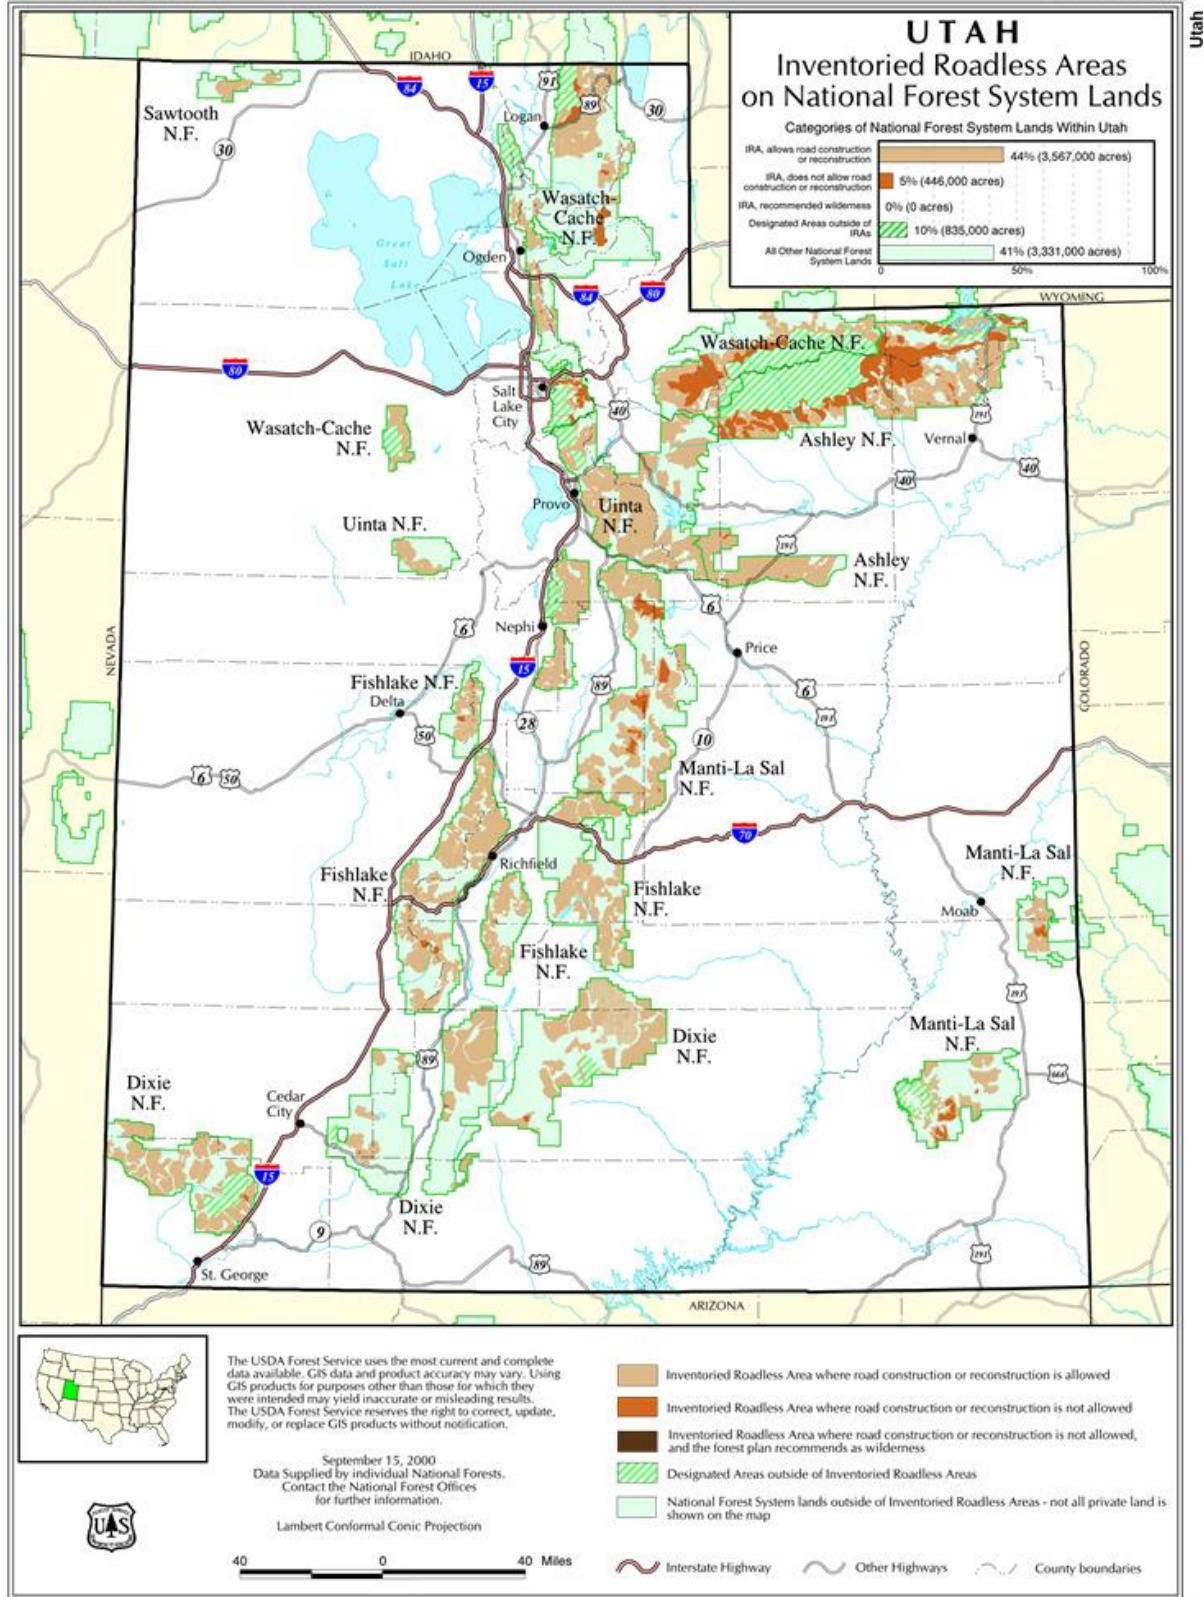 Utah
UTAH
Inventoried Roadless Areas
on National Forest System Lands
Categories of National Forest System Lands Within Utah
IRA, allows road construction
or reconstruction
44% (3,567,000 acres)
IRA, does not allow road
construction or reconstruction
5% (446,000 acres)
IRA, recommended wilderness
0% (0 acres)
Designated Areas outside of
IRAs
10% (835,000 acres)
All Other National Forest
System Lands
41% (3,331,000 acres)
0
50%
100%
IDAHO
84
15
91
89
30
Logan
Sawtooth
N.F.
30
Wasatch-
Cache
N.F.
Great
Salt
Lake
Ogden
84
80
WYOMING
Wasatch-Cache N.F.
80
Salt
Lake
City
40
191
Wasatch-Cache
N.F.
Ashley N.F.
Vernal
40
40
Provo
Uinta
N.F.
Uinta N.F.
191
Ashley
N.F.
6
6
Nephi
Price
NEVADA
COLORADO
15
89
6
191
Fishlake N.F.
Delta
50
28
10
6
50
Manti-La Sal
N.F.
70
Richfield
Manti-La Sal
N.F.
Fishlake
N.F.
Fishlake
N.F.
Moab
Fishlake
N.F.
191
Manti-La Sal
N.F.
Dixie
N.F.
89
666
Dixie
N.F.
Cedar
City
15
Dixie
N.F.
9
89
191
St. George
ARIZONA
The USDA Forest Service uses the most current and complete
data available. GIS data and product accuracy may vary. Using
GIS products for purposes other than those for which they
were intended may yield inaccurate or misleading results.
The USDA Forest Service reserves the right to correct, update,
modify, or replace GIS products without notification.
September 15, 2000
Data Supplied by individual National Forests.
Contact the National Forest Offices
for further information.
Lambert Conformal Conic Projection
40
0
40 Miles
U S
Inventoried Roadless Area where road construction or reconstruction is allowed
Inventoried Roadless Area where road construction or reconstruction is not allowed
Inventoried Roadless Area where road construction or reconstruction is not allowed,
and the forest plan recommends as wilderness
Designated Areas outside of Inventoried Roadless Areas
National Forest System lands outside of Inventoried Roadless Areas - not all private land is
shown on the map
Interstate Highway
Other Highways
County boundaries